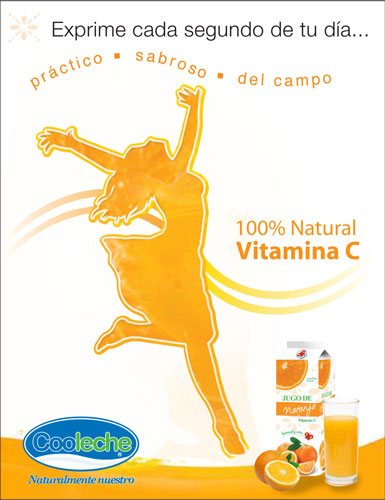 Exprime cada segundo de tu día...
práctico ▪ sabroso ▪ del campo
100% Natural
Vitamina C
JUGO DE
Naranja
Vitamina C
Cooleche
Naturalmente nuestro